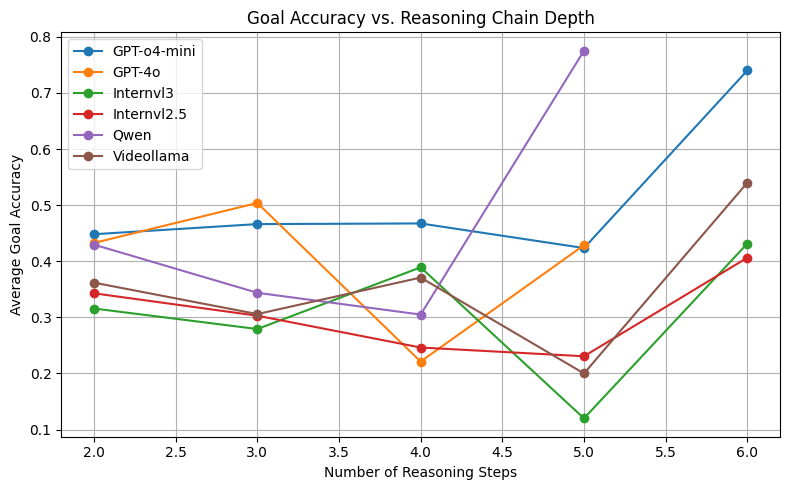 Goal Accuracy vs. Reasoning Chain Depth
GPT-o4-mini
GPT-4o
Internvl3
Internvl2.5
Qwen
Videollama
Average Goal Accuracy
0.8
0.7
0.6
0.5
0.4
0.3
0.2
0.1
2.0 2.5 3.0 3.5 4.0 4.5 5.0 5.5 6.0
Number of Reasoning Steps